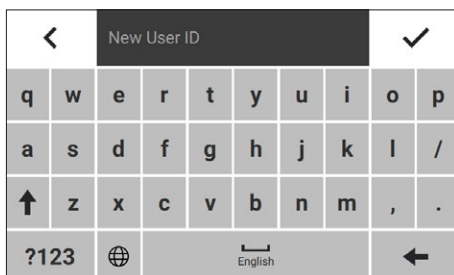 New User ID
q w e r t y u i o p
a s d f g h j k l /
z x c v b n m , .
?123 English